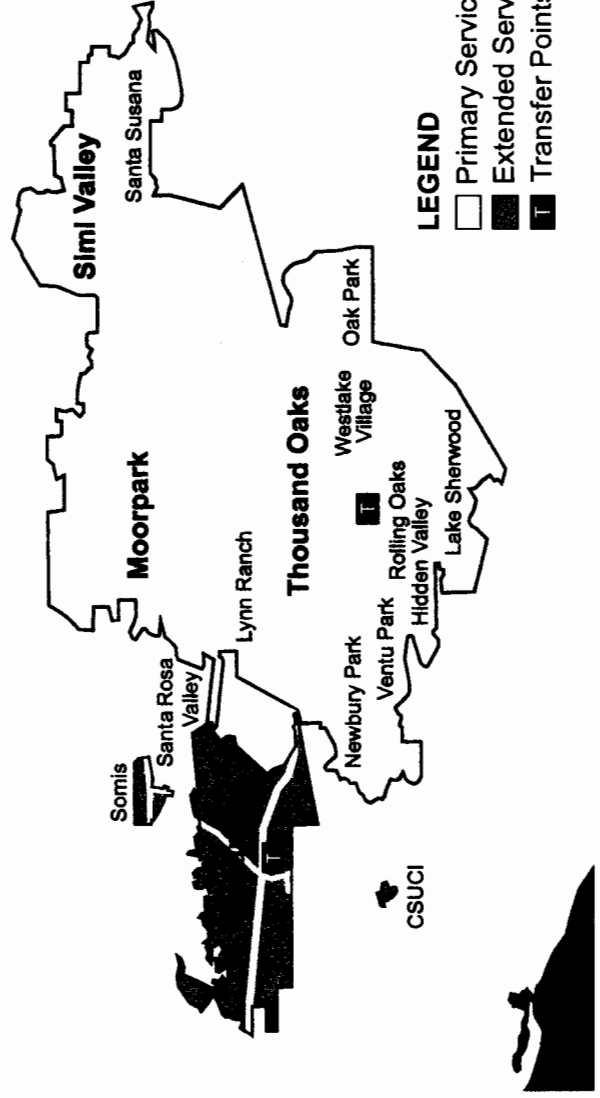 Simi Valley
Santa Susana
Moorpark
Somis
Santa Rosa
Valley
Lynn Ranch
Thousand Oaks
Westlake
Village
Oak Park
T
T
Newbury Park
Ventu Park
Rolling Oaks
Hidden Valley
Lake Sherwood
CSUCI
LEGEND
Primary Servic
Extended Serv
T Transfer Points